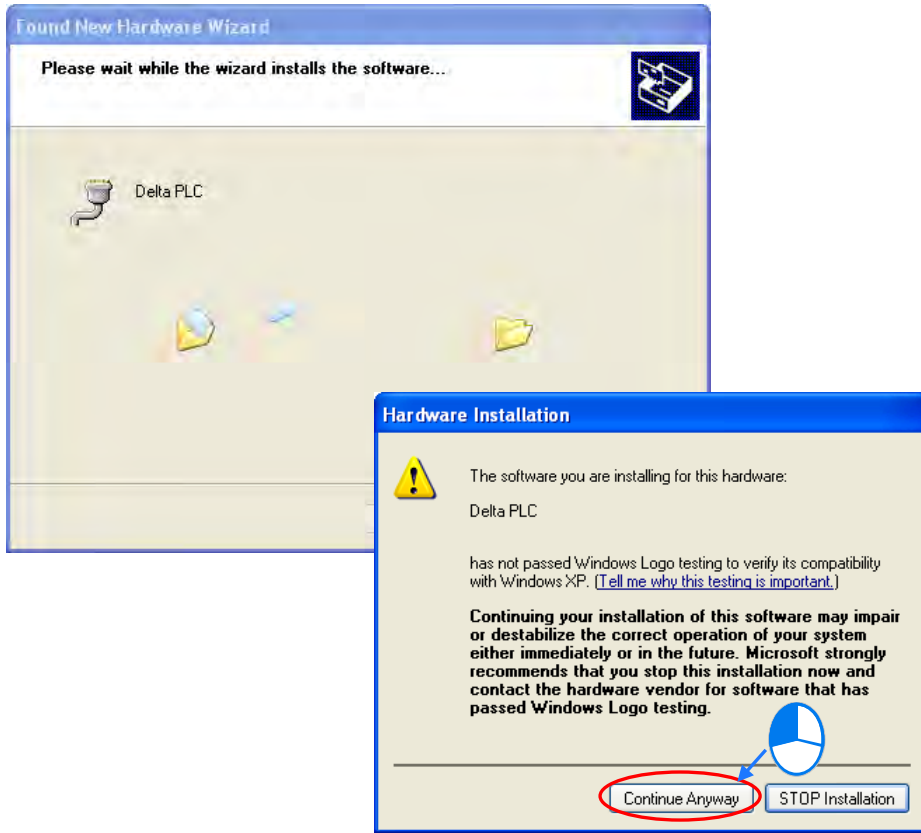 Found New Hardware Wizard
Please wait while the wizard installs the software...
Delta PLC
Hardware Installation
The software you are installing for this hardware:
Delta PLC
has not passed Windows Logo testing to verify its compatibility
with Windows XP. (Tell me why this testing is important.)
Continuing your installation of this software may impair
or destabilize the correct operation of your system
either immediately or in the future. Microsoft strongly
recommends that you stop this installation now and
contact the hardware vendor for software that has
passed Windows Logo testing.
Continue Anyway
STOP Installation